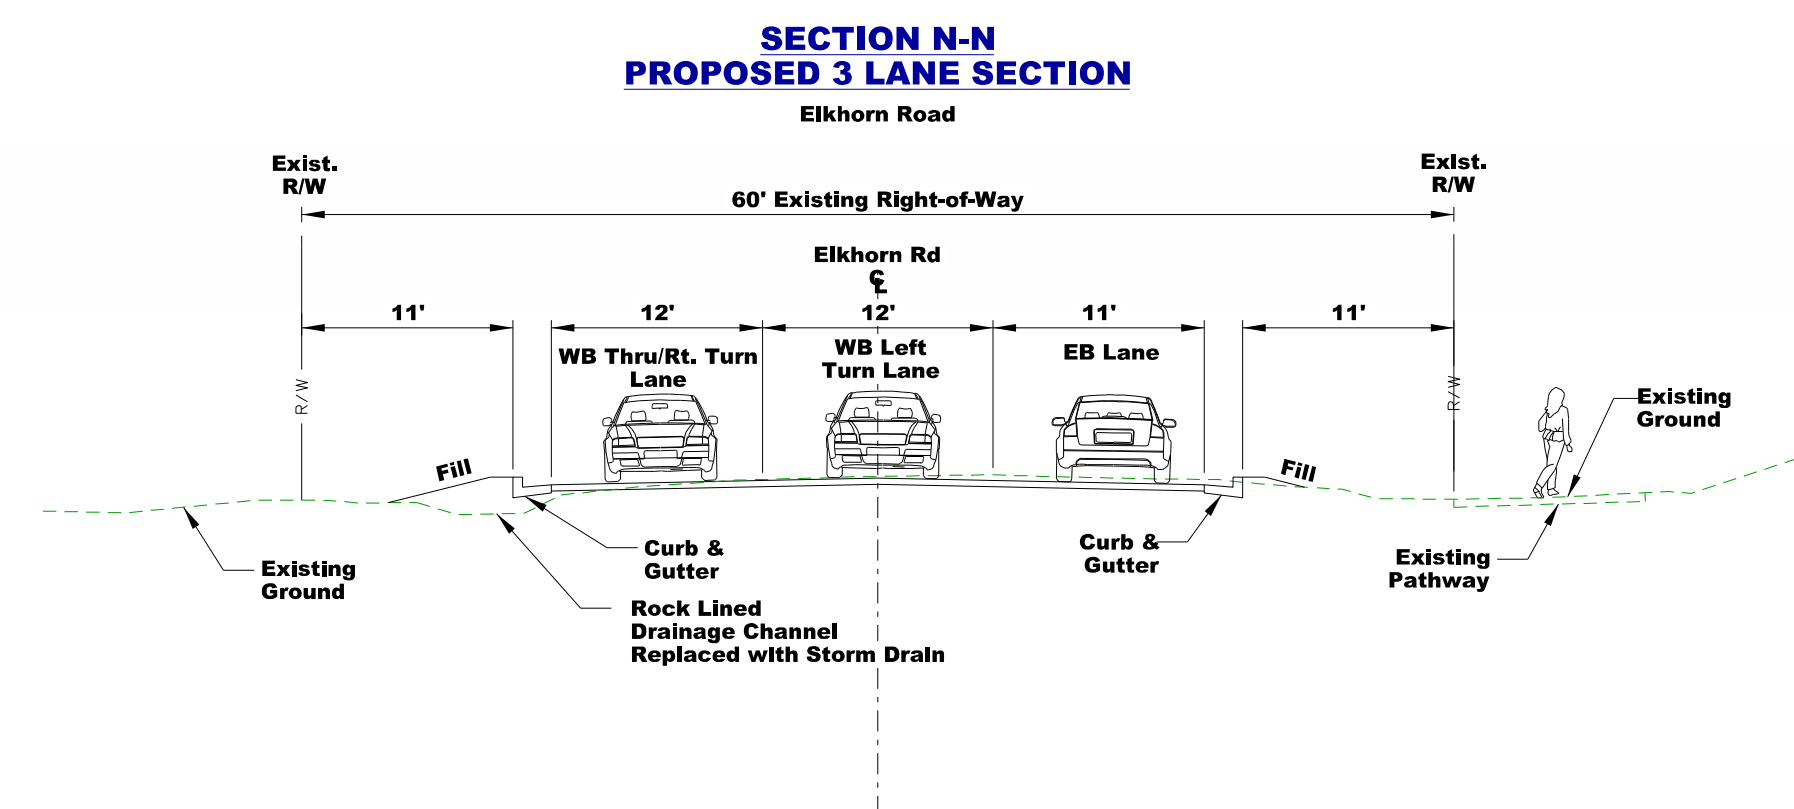 SECTION N-N
PROPOSED 3 LANE SECTION
Elkhorn Road
Exist.
R/W
Exist.
R/W
60' Existing Right-of-Way
Elkhorn Rd
℄
11'
12'
12'
11'
11'
WB Thru/Rt. Turn
Lane
WB Left
Turn Lane
EB Lane
R/W
R/W
Existing
Ground
Fill
Fill
Curb &
Gutter
Curb &
Gutter
Existing
Ground
Existing
Pathway
Rock Lined
Drainage Channel
Replaced with Storm Drain